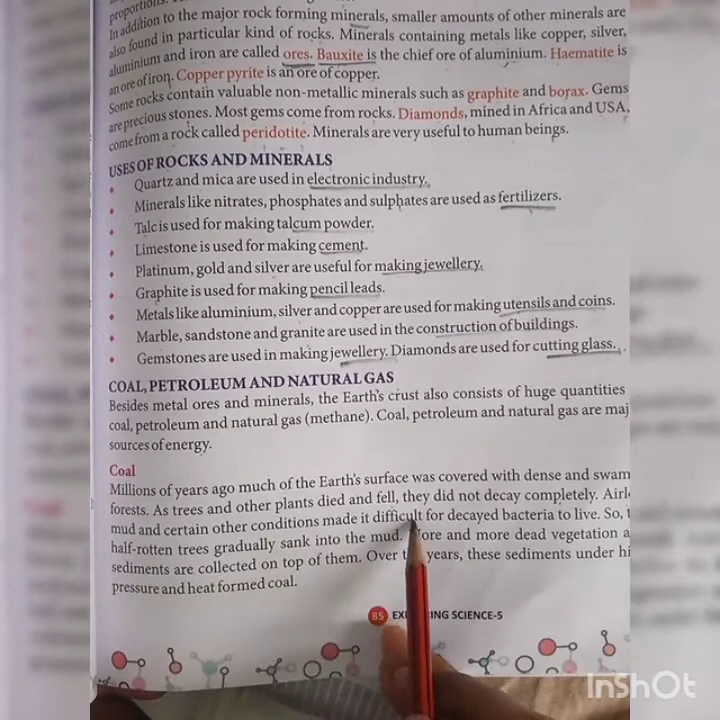 proportions.
In addition to the major rock forming minerals, smaller amounts of other minerals are
also found in particular kind of rocks. Minerals containing metals like copper, silver,
aluminium and iron are called ores. Bauxite is the chief ore of aluminium. Haematite is
an ore of iron. Copper pyrite is an ore of copper.
Some rocks contain valuable non-metallic minerals such as graphite and borax. Gems
are precious stones. Most gems come from rocks. Diamonds, mined in Africa and USA,
come from a rock called peridotite. Minerals are very useful to human beings.
USES OF ROCKS AND MINERALS
Quartz and mica are used in electronic industry.
Minerals like nitrates, phosphates and sulphates are used as fertilizers.
Talc is used for making talcum powder.
Limestone is used for making cement.
Platinum, gold and silver are useful for making jewellery.
Graphite is used for making pencil leads.
Metals like aluminium, silver and copper are used for making utensils and coins.
Marble, sandstone and granite are used in the construction of buildings.
Gemstones are used in making jewellery. Diamonds are used for cutting glass.
COAL, PETROLEUM AND NATURAL GAS
Besides metal ores and minerals, the Earth's crust also consists of huge quantities
coal, petroleum and natural gas (methane). Coal, petroleum and natural gas are maj
sources of energy.
Coal
Millions of years ago much of the Earth's surface was covered with dense and swam
forests. As trees and other plants died and fell, they did not decay completely. Airl
mud and certain other conditions made it difficult for decayed bacteria to live. So, t
half-rotten trees gradually sank into the mud. More and more dead vegetation a
sediments are collected on top of them. Over years, these sediments under hi
pressure and heat formed coal.
85 EX RING SCIENCE-5
InShOt